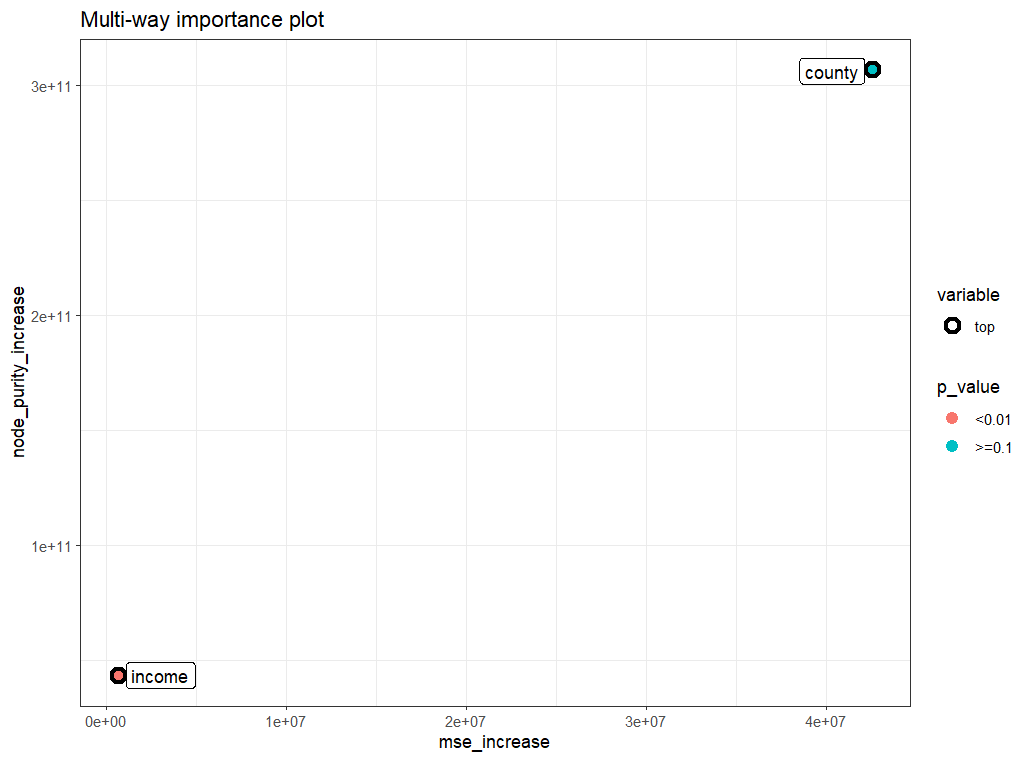 Multi-way importance plot
node_purity_increase
3e+11
2e+11
1e+11
county
income
0e+00
1e+07
2e+07
3e+07
4e+07
mse_increase
variable
top
p_value
<0.01
>=0.1